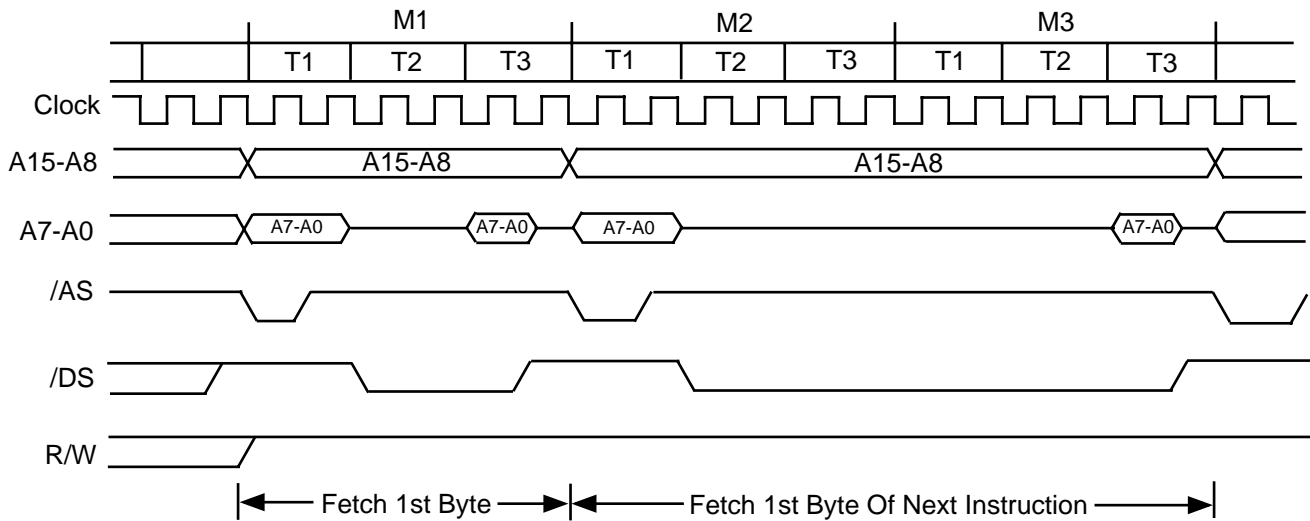 M1 M2 M3
T1 T2 T3 T1 T2 T3 T1 T2 T3
Clock
A15-A8 A15-A8 A15-A8
A7-A0 A7-A0 A7-A0 A7-A0 A7-A0
/AS
/DS
R/W
Fetch 1st Byte Fetch 1st Byte Of Next Instruction